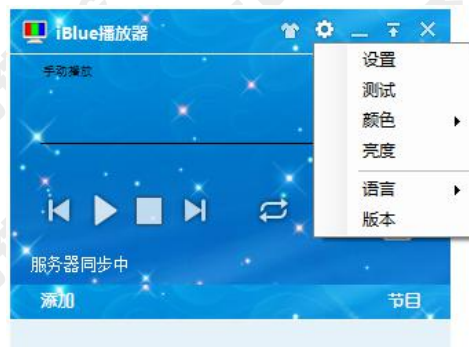 iBlue播放器
手动播放
设置
测试
颜色
亮度
语言
版本
服务器同步中
添加
节目